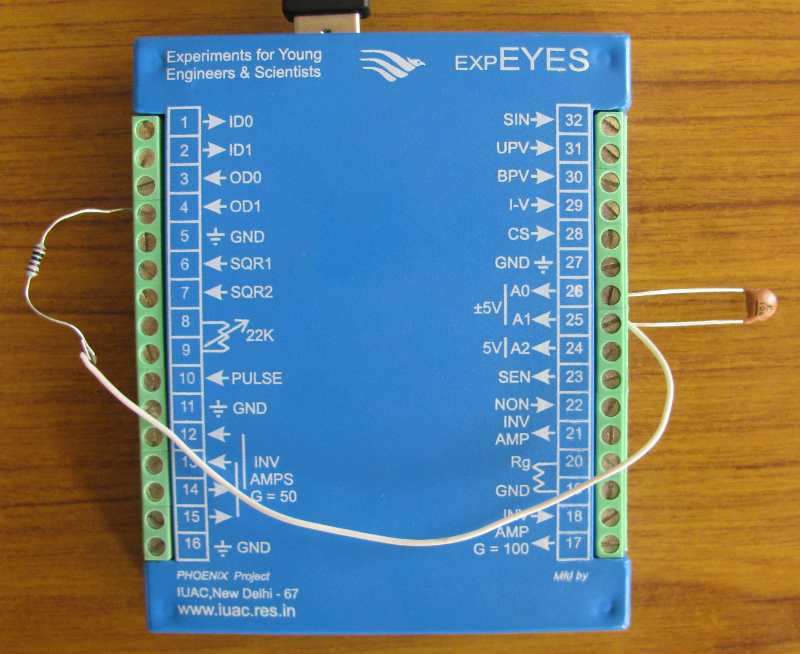 Experiments for Young
Engineers & Scientists
EXPEYES
1 ID0
2 ID1
3 OD0
4 OD1
5 GND
6 SQR1
7 SQR2
8
22K
9
10 PULSE
11 GND
12
13 INV
AMPS
14
G = 50
15
16 GND
SIN 32
UPV 31
BPV 30
I-V 29
CS 28
GND 27
A0 26
±5V
A1 25
5V A2 24
SEN 23
NON 22
INV
AMP 21
Rg 20
GND
INV 18
AMP
G = 100 17
PHOENIX Project
IUAC, New Delhi - 67
www.iuac.res.in
Mfd by